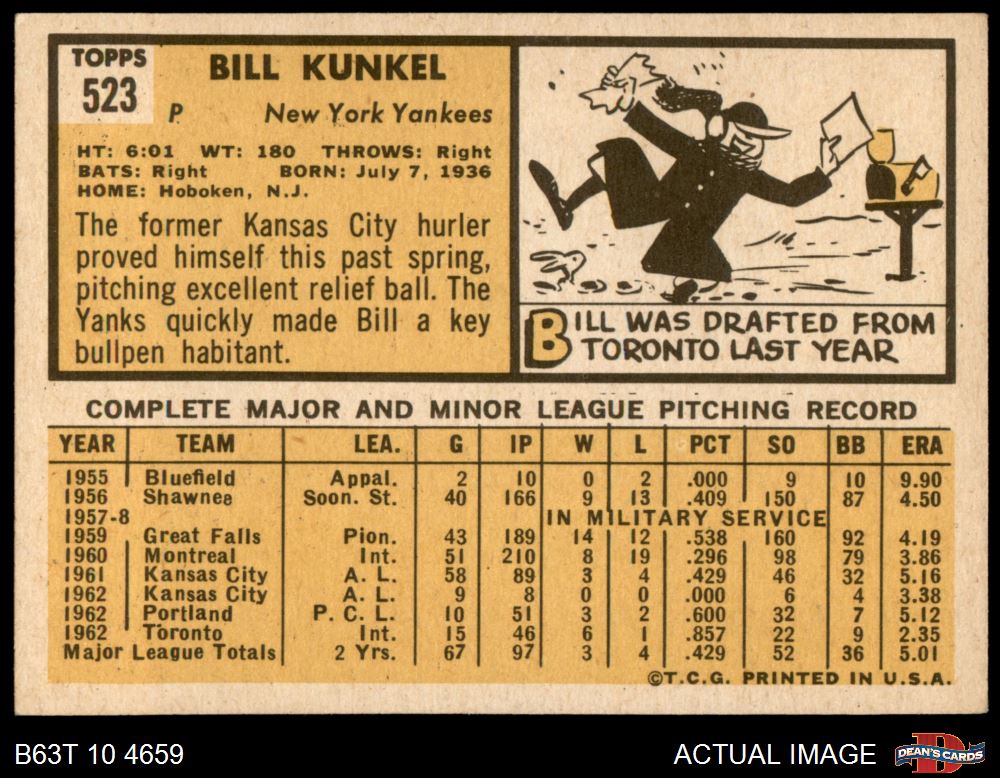 TOPPS
523
BILL KUNKEL
P New York Yankees
HT: 6:01 WT: 180 THROWS: Right
BATS: Right BORN: July 7, 1936
HOME: Hoboken, N.J.
The former Kansas City hurler
proved himself this past spring,
pitching excellent relief ball. The
Yanks quickly made Bill a key
bullpen habitant.
BILL WAS DRAFTED FROM
TORONTO LAST YEAR
COMPLETE MAJOR AND MINOR LEAGUE PITCHING RECORD
YEAR TEAM LEA. G IP W L PCT SO BB ERA
1955 Bluefield Appal. 2 10 0 2 .000 9 10 9.90
1956 Shawnee Soon. St. 40 166 9 13 .409 150 87 4.50
1957-8 IN MILITARY SERVICE
1959 Great Falls Pion. 43 189 14 12 .538 160 92 4.19
1960 Montreal Int. 51 210 8 19 .296 98 79 3.86
1961 Kansas City A. L. 58 89 3 4 .429 46 32 5.16
1962 Kansas City A. L. 9 8 0 0 .000 6 4 3.38
1962 Portland P. C. L. 10 51 3 2 .600 32 7 5.12
1962 Toronto Int. 15 46 6 1 .857 22 9 2.35
Major League Totals 2 Yrs. 67 97 3 4 .429 52 36 5.01
©T.C.G. PRINTED IN U.S.A.
B63T 10 4659 ACTUAL IMAGE DEAN'S CARDS